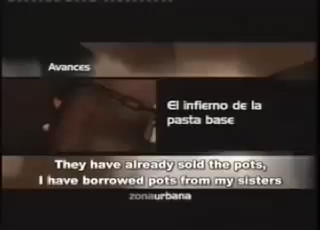 Avances
El infierno de la
pasta base
They have already sold the pots,
I have borrowed pots from my sisters
zonaurbana